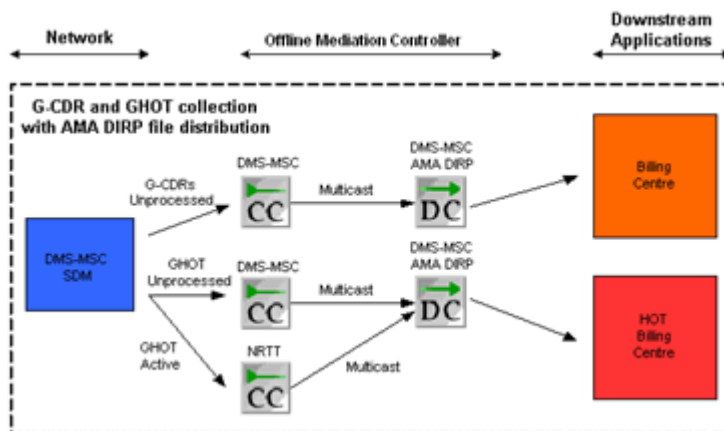 Network
Offline Mediation Controller
Downstream
Applications
G-CDR and GHOT collection
with AMA DIRP file distribution
DMS-MSC
SDM
G-CDRs
Unprocessed
DMS-MSC
CC
Multicast
DMS-MSC
AMA DIRP
DC
Billing
Centre
GHOT
Unprocessed
DMS-MSC
CC
Multicast
DMS-MSC
AMA DIRP
DC
HOT
Billing
Centre
GHOT
Active
NRTT
CC
Multicast